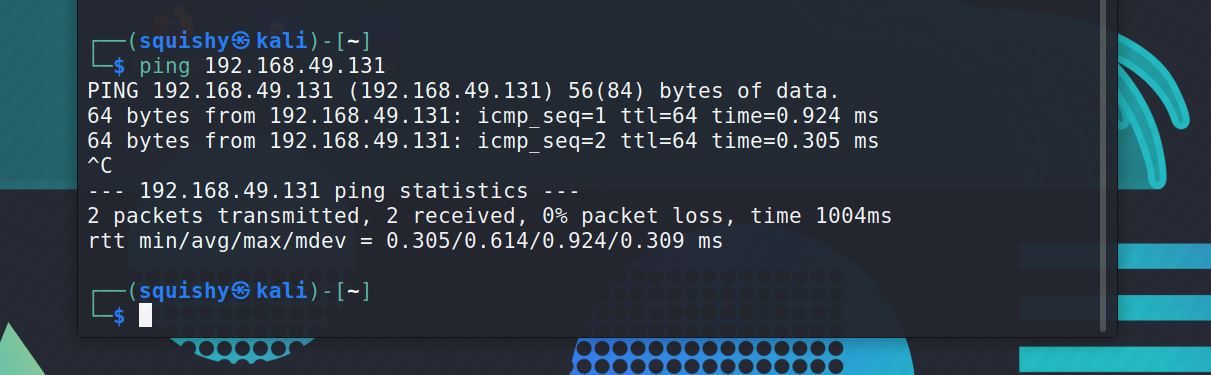 ┌──(squishy㉿kali)-[~]
└─$ ping 192.168.49.131
PING 192.168.49.131 (192.168.49.131) 56(84) bytes of data.
64 bytes from 192.168.49.131: icmp_seq=1 ttl=64 time=0.924 ms
64 bytes from 192.168.49.131: icmp_seq=2 ttl=64 time=0.305 ms
^C
--- 192.168.49.131 ping statistics ---
2 packets transmitted, 2 received, 0% packet loss, time 1004ms
rtt min/avg/max/mdev = 0.305/0.614/0.924/0.309 ms
┌──(squishy㉿kali)-[~]
└─$